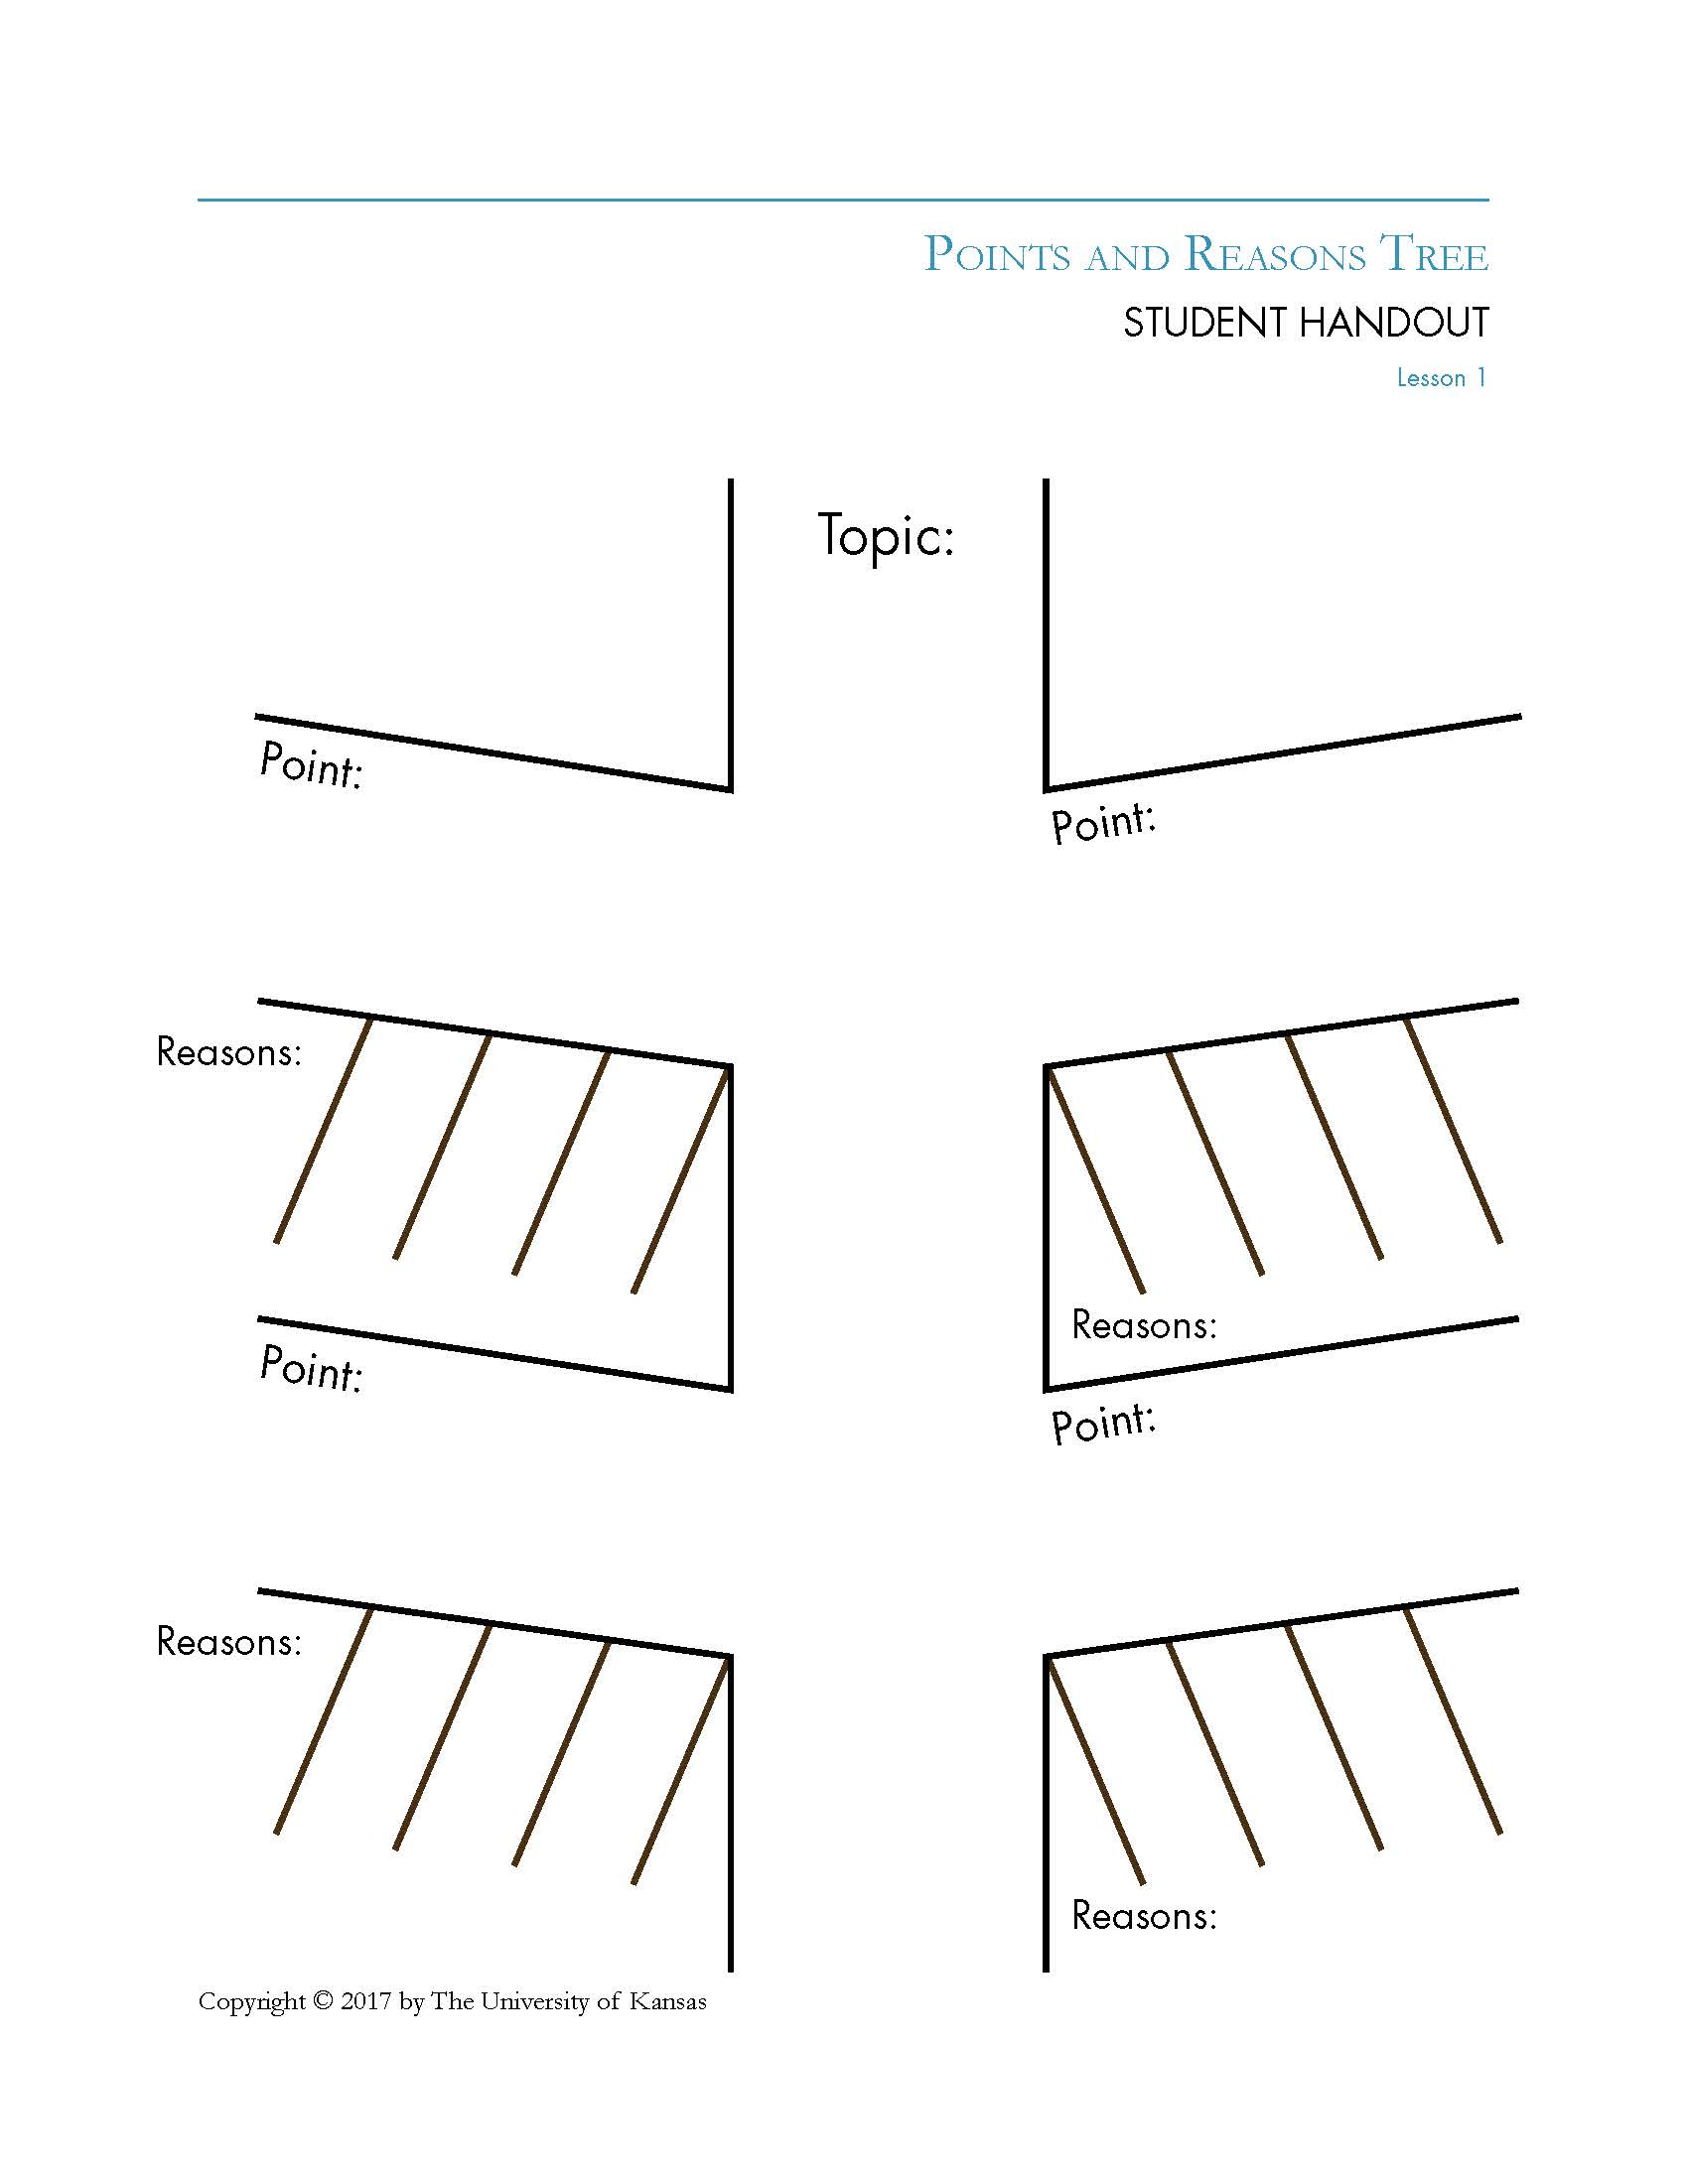 POINTS AND REASONS TREE
STUDENT HANDOUT
Lesson 1
Topic:
Point:
Point:
Reasons:
Reasons:
Point:
Point:
Reasons:
Reasons:
Copyright © 2017 by The University of Kansas